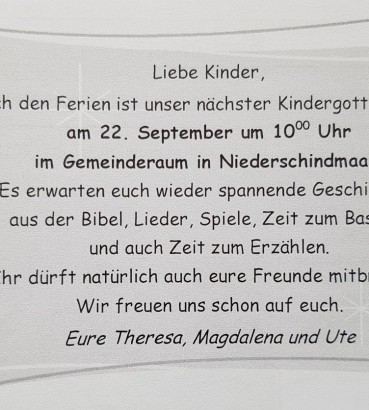 Liebe Kinder,
ch den Ferien ist unser nächster Kindergott
am 22. September um 10⁰⁰ Uhr
im Gemeinderaum in Niederschindmaa
Es erwarten euch wieder spannende Geschi
aus der Bibel, Lieder, Spiele, Zeit zum Bas
und auch Zeit zum Erzählen.
hr dürft natürlich auch eure Freunde mitb
Wir freuen uns schon auf euch.
Eure Theresa, Magdalena und Ute